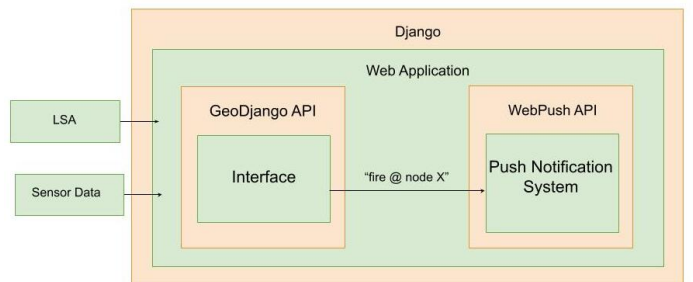 Django
Web Application
GeoDjango API
WebPush API
LSA
Interface
"fire @ node X"
Push Notification
System
Sensor Data